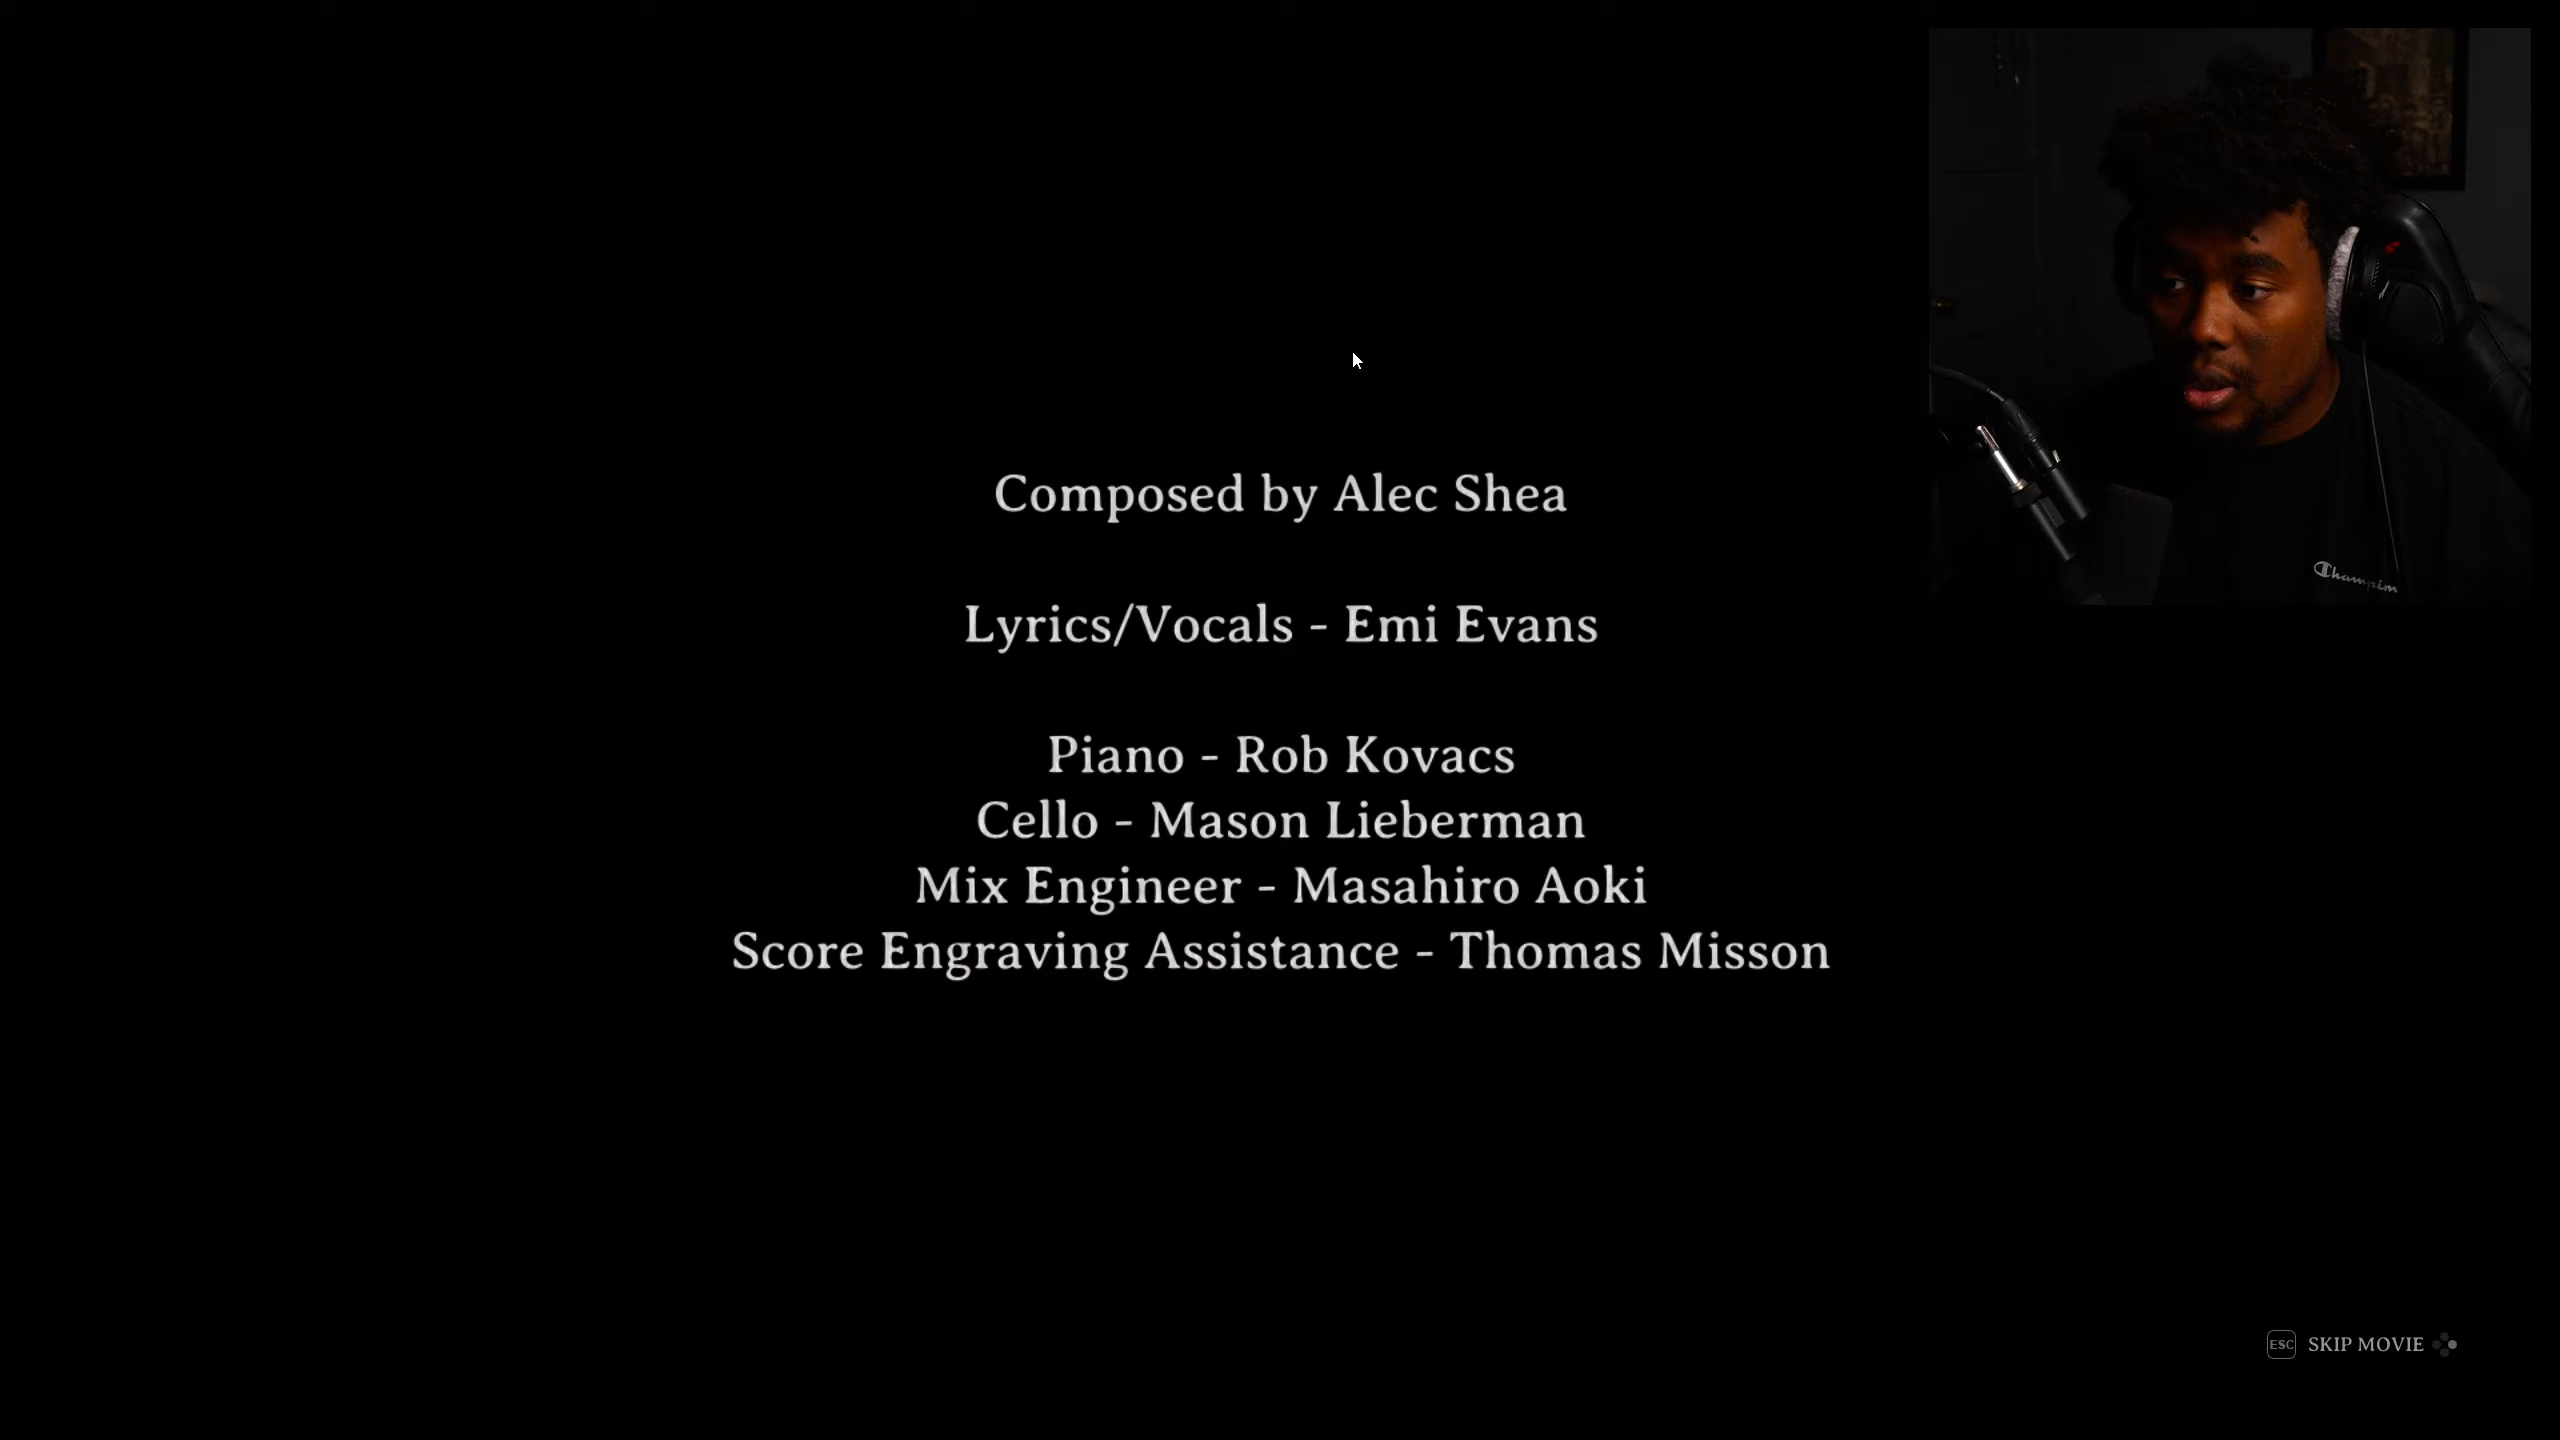 Composed by Alec Shea
Lyrics/Vocals - Emi Evans
Piano - Rob Kovacs
Cello - Mason Lieberman
Mix Engineer - Masahiro Aoki
Score Engraving Assistance - Thomas Misson
Champion
ESC SKIP MOVIE